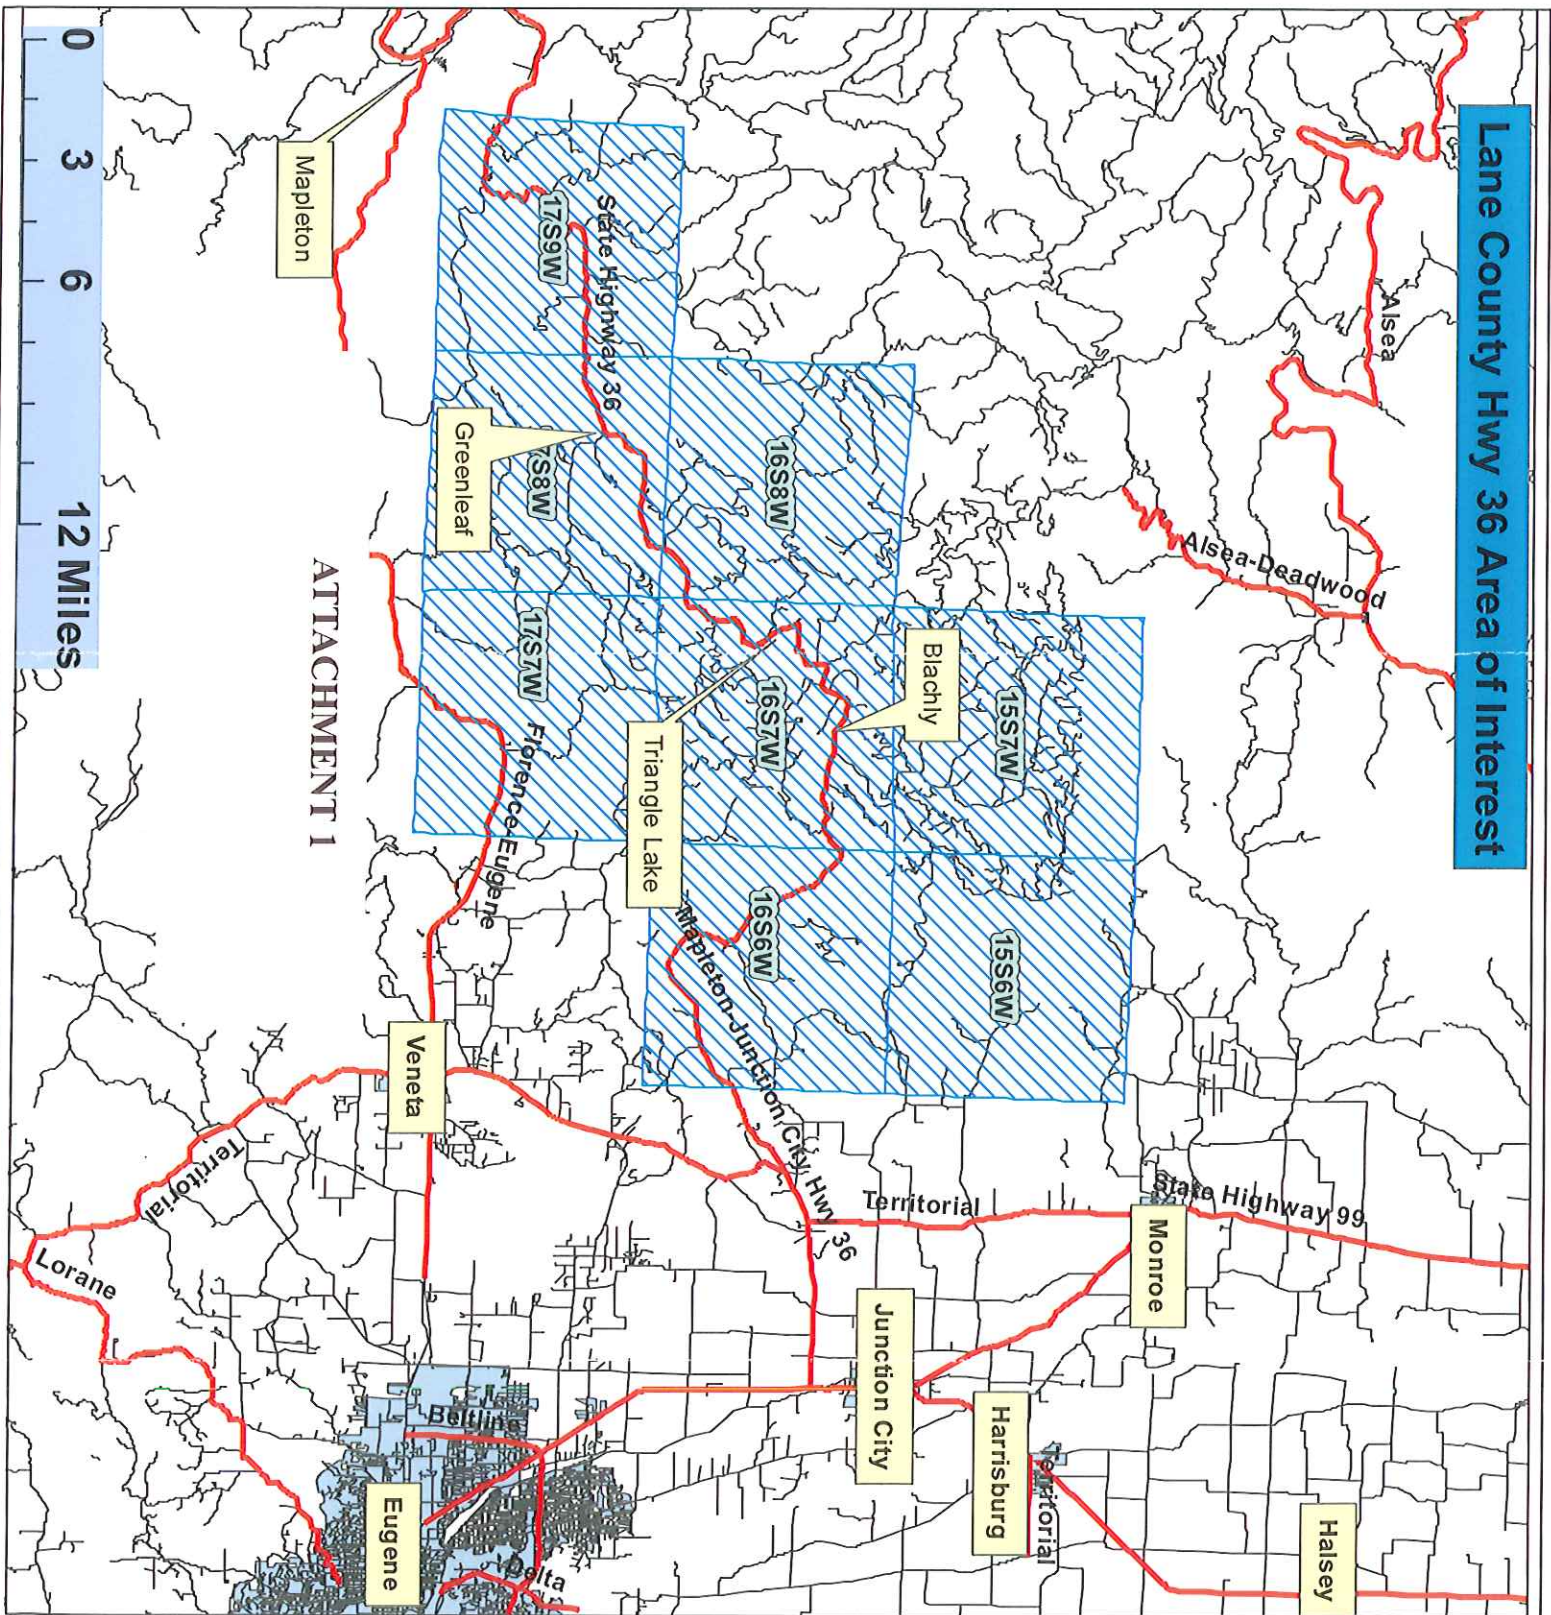 Lane County Hwy 36 Area of Interest
Alsea
Alsea-Deadwood
State Highway 99
Monroe
Halsey
Territorial
Harrisburg
Territorial
Junction City
15S7W
15S6W
Blachly
16S8W
16S7W
16S6W
Triangle Lake
Mapleton-Junction City Hwy 36
State Highway 36
17S9W
7S8W
17S7W
Greenleaf
Florence-Eugene
Mapleton
Veneta
Beltline
Delta
Eugene
Territorial
Lorane
ATTACHMENT 1
0 3 6 12 Miles